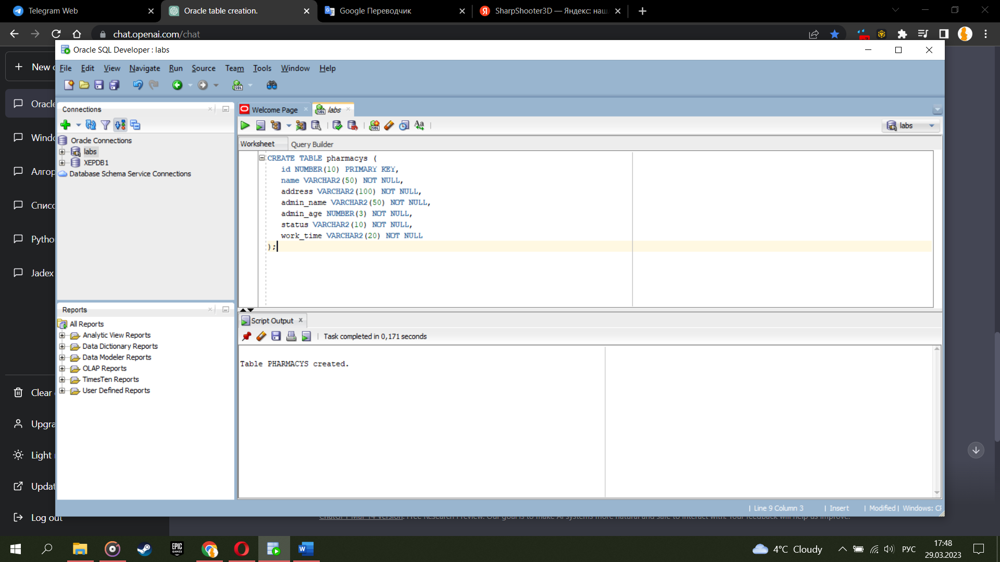 Telegram Web
Oracle table creation.
Google Переводчик
SharpShooter3D — Яндекс: наш
chat.openai.com/chat
New
Oracle SQL Developer : labs
File Edit View Navigate Run Source Team Tools Window Help
Connections
Welcome Page
labs
labs
Oracle Connections
labs
XEPDB1
Database Schema Service Connections
Worksheet
Query Builder
CREATE TABLE pharmacys (
id NUMBER(10) PRIMARY KEY,
name VARCHAR2(50) NOT NULL,
address VARCHAR2(100) NOT NULL,
admin_name VARCHAR2(50) NOT NULL,
admin_age NUMBER(3) NOT NULL,
status VARCHAR2(10) NOT NULL,
work_time VARCHAR2(20) NOT NULL
);
Oracle
Windo
Алгор
Списо
Pytho
Jadex
Reports
All Reports
Analytic View Reports
Data Dictionary Reports
Data Modeler Reports
OLAP Reports
TimesTen Reports
User Defined Reports
Script Output
Task completed in 0,171 seconds
Table PHARMACYS created.
Clear
Upgra
Light
Updat
Log out
Line 9 Column 3
Insert
Modified
Windows: CF
ChatGPT Mar 14 Version. Free Research Preview. Our goal is to make AI systems more natural and safe to interact with. Your feedback will help us improve.
EPIC GAMES
4°C Cloudy
РУС
17:48
29.03.2023